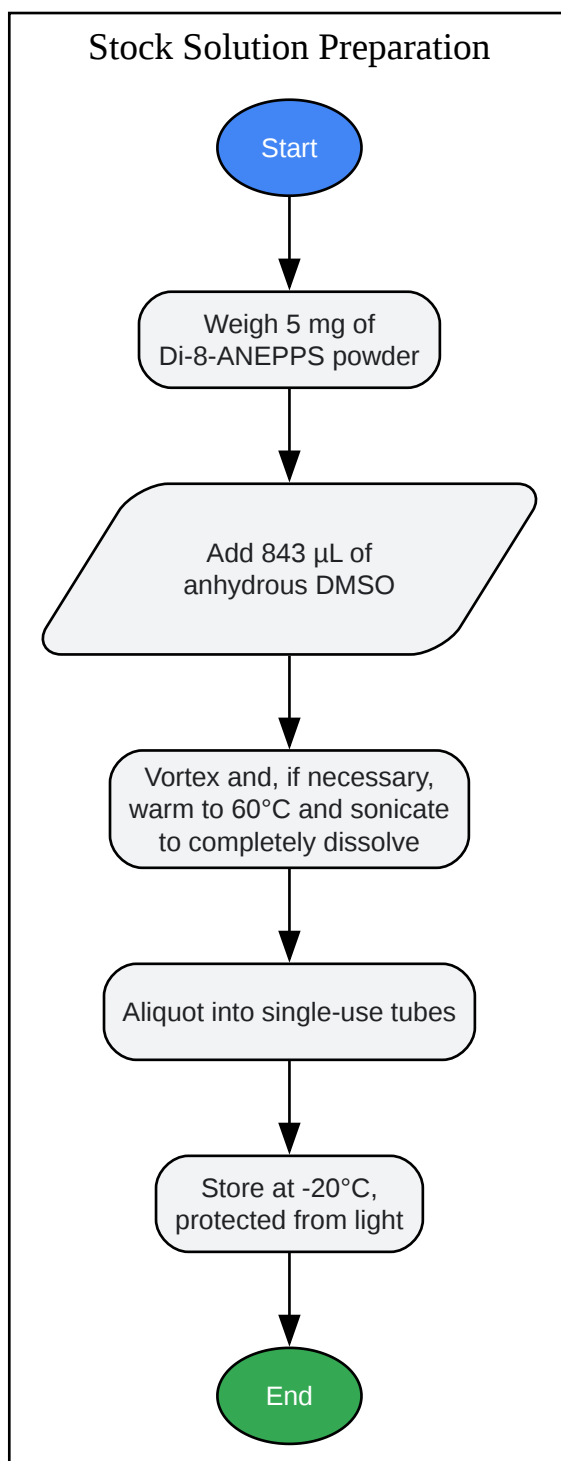 Stock Solution Preparation
Start
Weigh 5 mg of
Di-8-ANEPPS powder
Add 843 µL of
anhydrous DMSO
Vortex and, if necessary,
warm to 60°C and sonicate
to completely dissolve
Aliquot into single-use tubes
Store at -20°C,
protected from light
End